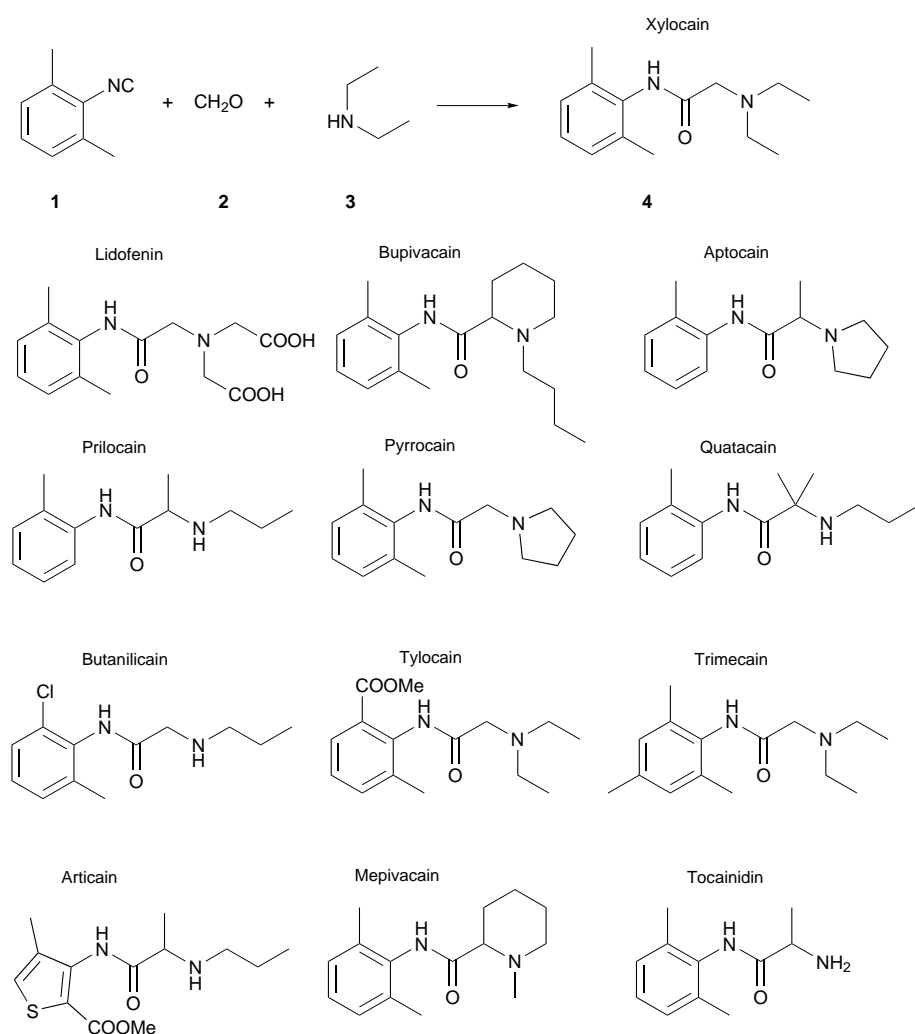 Xylocain
NC + CH2O + HN H N N O
1 2 3 4
Lidofenin Bupivacain Aptocain
H N O N COOH COOH
H N O N
H N O N
Prilocain Pyrrocain Quatacain
H N O N H
H N O N
H N O N H
Butanilicain Tylocain Trimecain
Cl H N O N H
COOMe H N O N
H N O N
Articain Mepivacain Tocainidin
H N O N H S COOMe
H N O N
H N O NH2